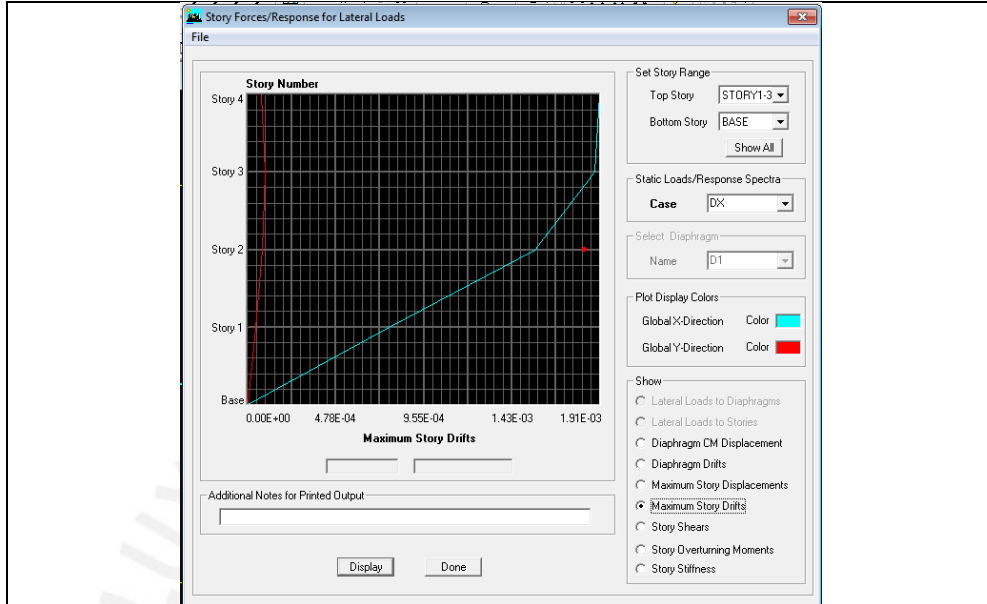 Story Forces/Response for Lateral Loads
File
Story Number
Story 4
Story 3
Story 2
Story 1
Base
0.00E+00 4.78E-04 9.55E-04 1.43E-03 1.91E-03
Maximum Story Drifts
Additional Notes for Printed Output
Display Done
Set Story Range
Top Story STORY1-3
Bottom Story BASE
Show All
Static Loads/Response Spectra
Case DX
Select Diaphragm
Name D1
Plot Display Colors
Global X-Direction Color
Global Y-Direction Color
Show
Lateral Loads to Diaphragms
Lateral Loads to Stories
Diaphragm CM Displacement
Diaphragm Drifts
Maximum Story Displacements
Maximum Story Drifts
Story Shears
Story Overturning Moments
Story Stiffness